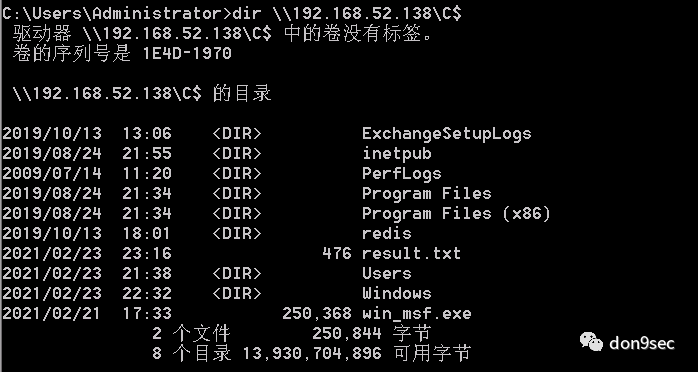 C:\Users\Administrator>dir \\192.168.52.138\C$
驱动器 \\192.168.52.138\C$ 中的卷没有标签。
卷的序列号是 1E4D-1970
\\192.168.52.138\C$ 的目录
2019/10/13  13:06    <DIR>          ExchangeSetupLogs
2019/08/24  21:55    <DIR>          inetpub
2009/07/14  11:20    <DIR>          PerfLogs
2019/08/24  21:34    <DIR>          Program Files
2019/08/24  21:34    <DIR>          Program Files (x86)
2019/10/13  18:01    <DIR>          redis
2021/02/23  23:16               476 result.txt
2021/02/23  21:38    <DIR>          Users
2021/02/23  22:32    <DIR>          Windows
2021/02/21  17:33           250,368 win_msf.exe
2 个文件        250,844 字节
8 个目录 13,930,704,896 可用字节
don9sec